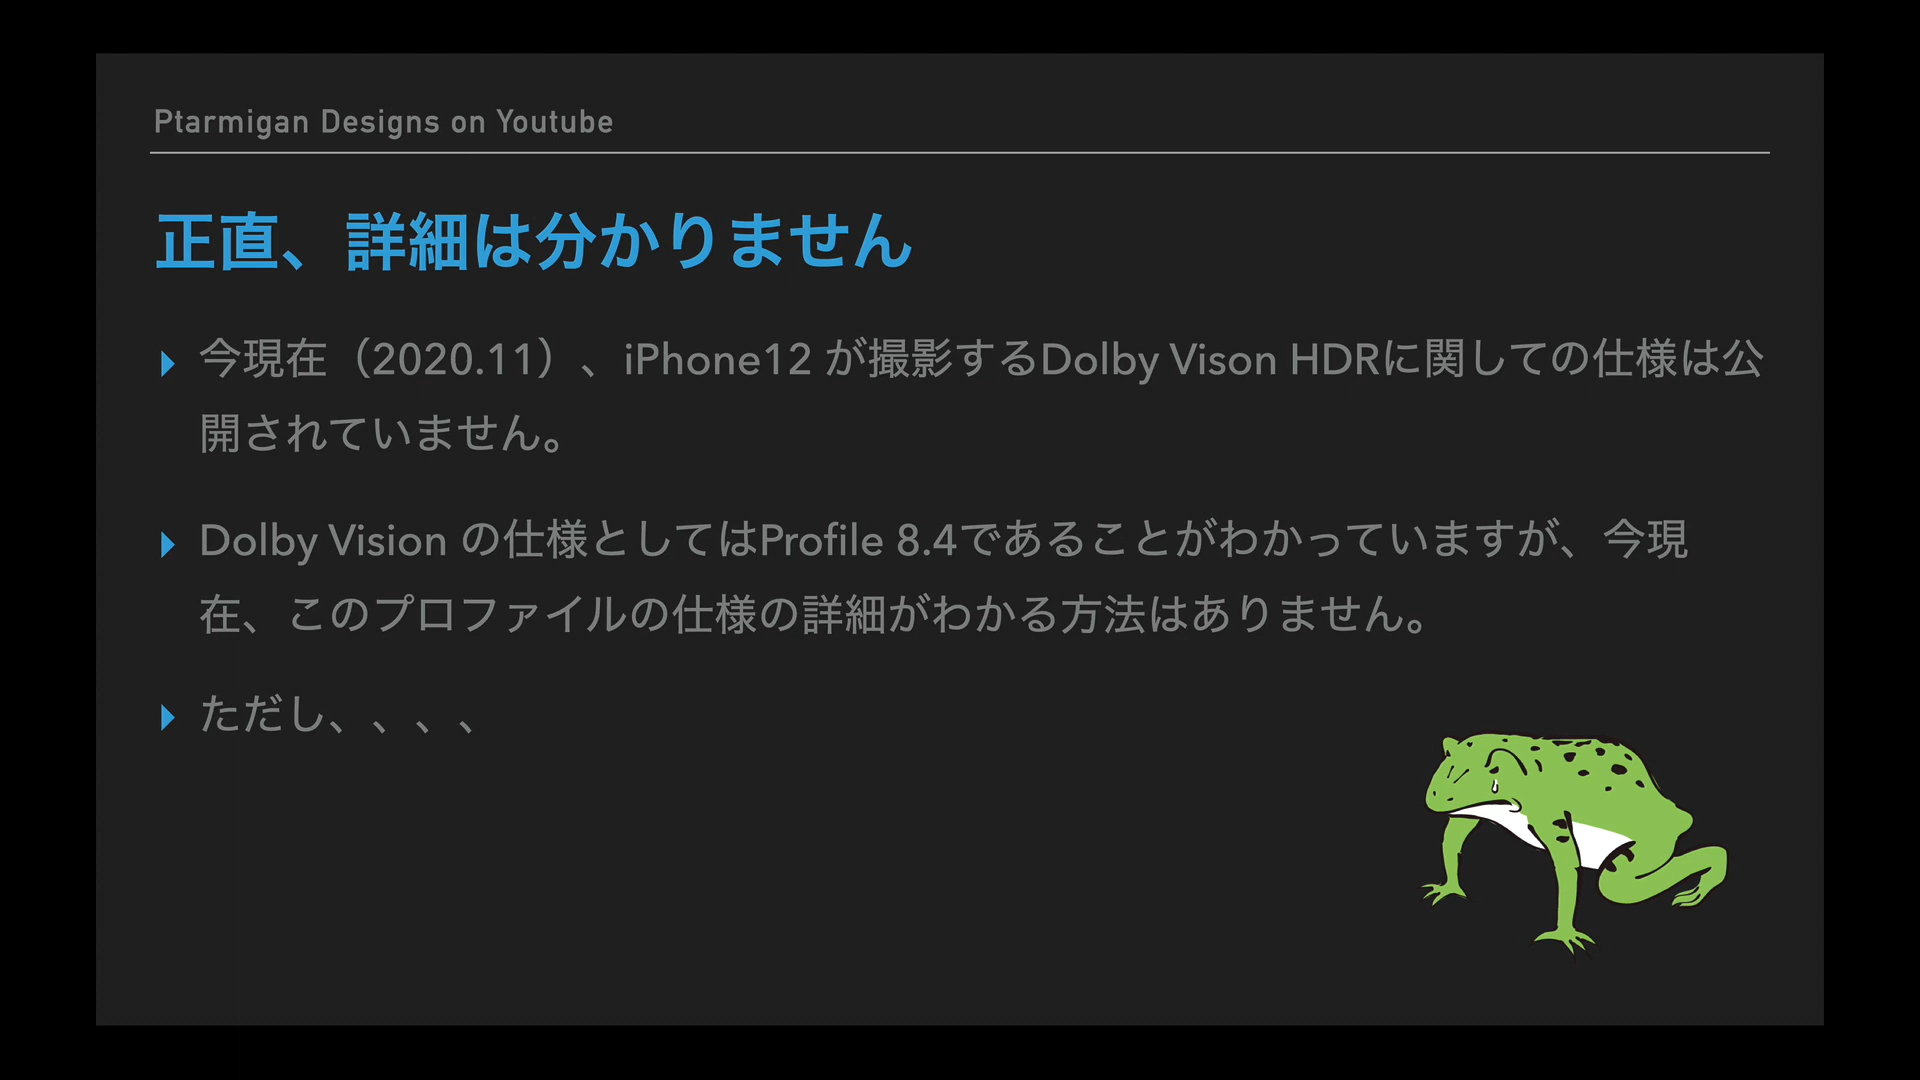 Ptarmigan Designs on Youtube
正直、詳細は分かりません
今現在（2020.11）、iPhone12 が撮影するDolby Vison HDRに関しての仕様は公
開されていません。
Dolby Vision の仕様としてはProfile 8.4であることがわかっていますが、今現
在、このプロファイルの仕様の詳細がわかる方法はありません。
ただし、、、、